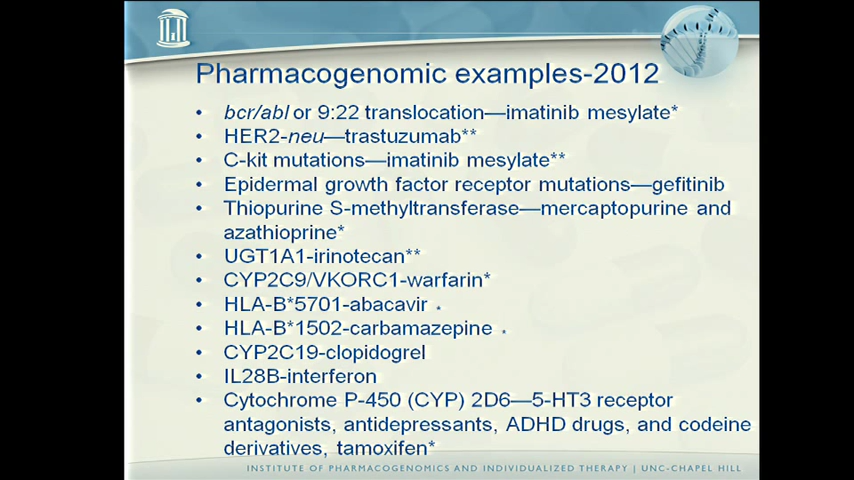 Pharmacogenomic examples-2012
• bcr/abl or 9:22 translocation—imatinib mesylate*
• HER2-neu—trastuzumab**
• C-kit mutations—imatinib mesylate**
• Epidermal growth factor receptor mutations—gefitinib
• Thiopurine S-methyltransferase—mercaptopurine and
azathioprine*
• UGT1A1-irinotecan**
• CYP2C9/VKORC1-warfarin*
• HLA-B*5701-abacavir *
• HLA-B*1502-carbamazepine *
• CYP2C19-clopidogrel
• IL28B-interferon
• Cytochrome P-450 (CYP) 2D6—5-HT3 receptor
antagonists, antidepressants, ADHD drugs, and codeine
derivatives, tamoxifen*
INSTITUTE OF PHARMACOGENOMICS AND INDIVIDUALIZED THERAPY | UNC-CHAPEL HILL